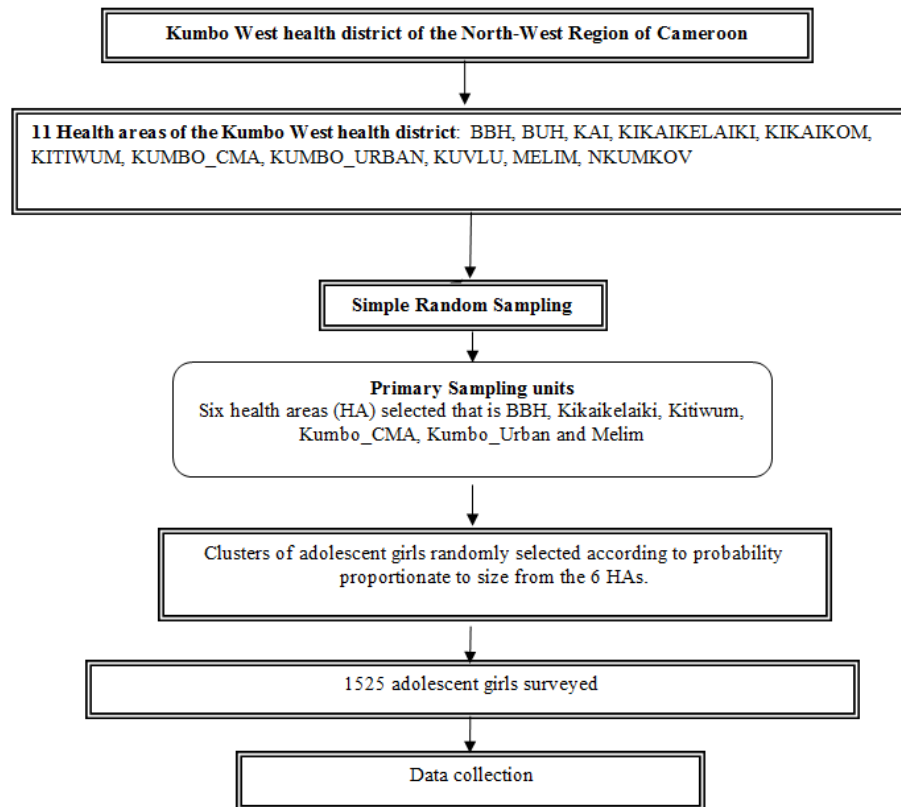 Kumbo West health district of the North-West Region of Cameroon
11 Health areas of the Kumbo West health district:  BBH, BUH, KAI, KIKAIKELAIKI, KIKAIKOM,
KITIWUM, KUMBO_CMA, KUMBO_URBAN, KUVLU, MELIM, NKUMKOV
Simple Random Sampling
Primary Sampling units
Six health areas (HA) selected that is BBH, Kikaikelaiki, Kitiwum,
Kumbo_CMA, Kumbo_Urban and Melim
Clusters of adolescent girls randomly selected according to probability
proportionate to size from the 6 HAs.
1525 adolescent girls surveyed
Data collection